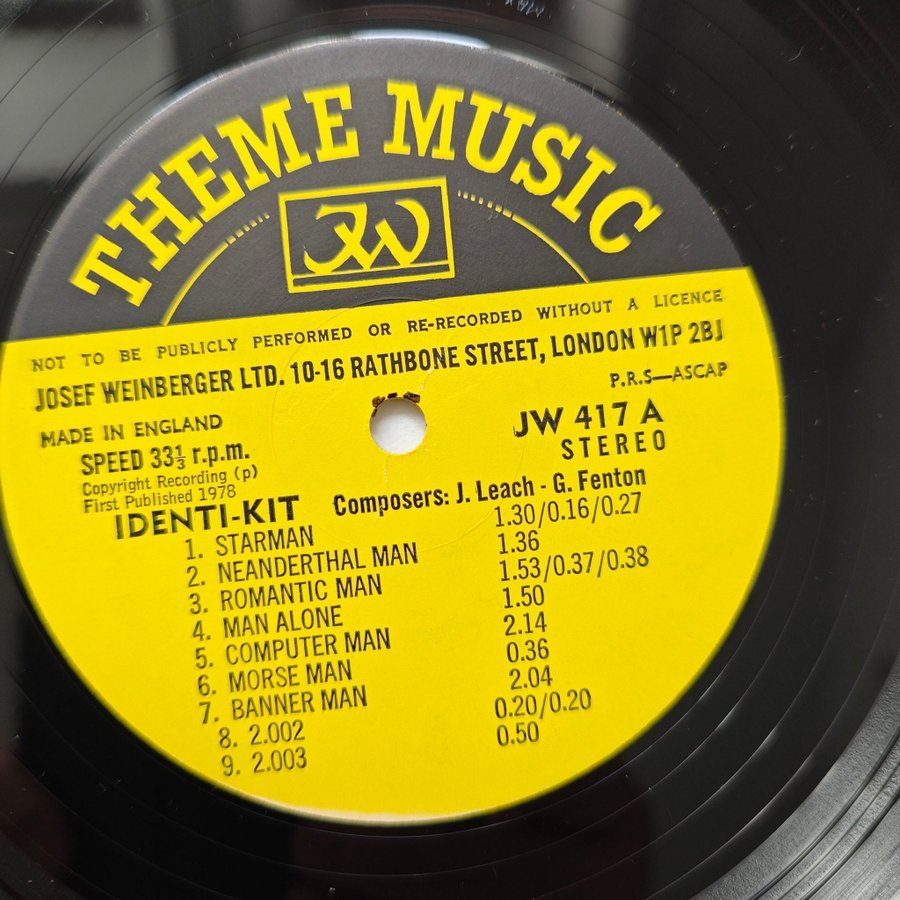 THEME MUSIC
JW
NOT TO BE PUBLICLY PERFORMED OR RE-RECORDED WITHOUT A LICENCE
JOSEF WEINBERGER LTD. 10-16 RATHBONE STREET, LONDON W1P 2BJ
P.R.S—ASCAP
MADE IN ENGLAND
JW 417 A
SPEED 33⅓ r.p.m.
STEREO
Copyright Recording (p)
First Published 1978
IDENTI-KIT
Composers: J. Leach - G. Fenton
1. STARMAN 1.30/0.16/0.27
2. NEANDERTHAL MAN 1.36
3. ROMANTIC MAN 1.53/0.37/0.38
4. MAN ALONE 1.50
5. COMPUTER MAN 2.14
6. MORSE MAN 0.36
7. BANNER MAN 2.04
8. 2.002 0.20/0.20
9. 2.003 0.50